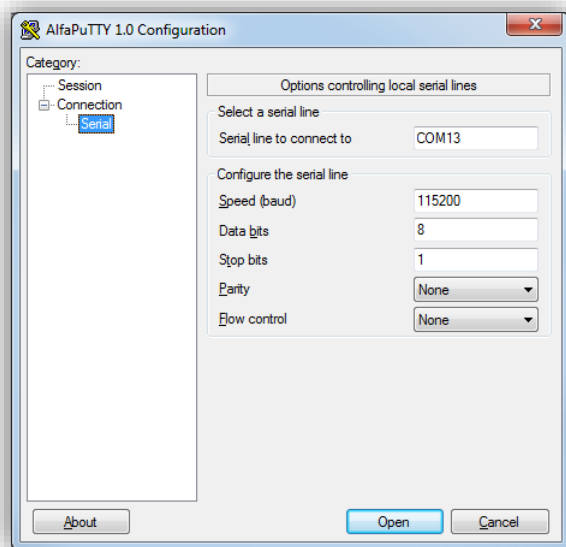 AlfaPuTTY 1.0 Configuration
Category:
Session
Connection
Serial
Options controlling local serial lines
Select a serial line
Serial line to connect to COM13
Configure the serial line
Speed (baud) 115200
Data bits 8
Stop bits 1
Parity None
Flow control None
About Open Cancel